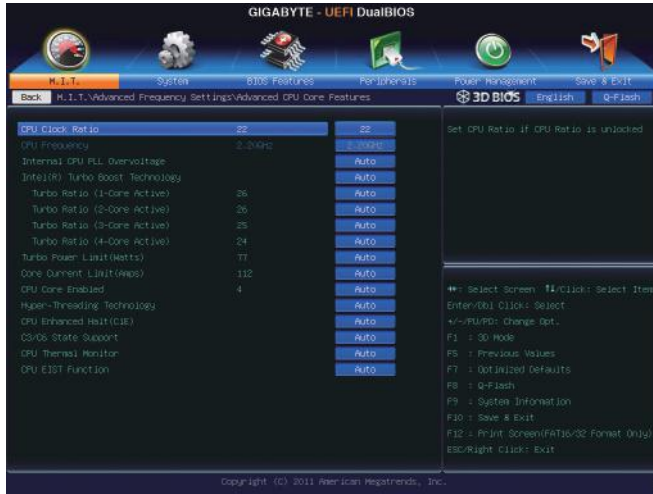 GIGABYTE - UEFI DualBIOS
M.I.T. System BIOS Features Peripherals Power Management Save & Exit
Back M.I.T.\Advanced Frequency Settings\Advanced CPU Core Features 3D BIOS English Q-Flash
CPU Clock Ratio 22 22
CPU Frequency 2.20GHz 2.20GHz
Internal CPU PLL Overvoltage Auto
Intel(R) Turbo Boost Technology Auto
Turbo Ratio (1-Core Active) 26 Auto
Turbo Ratio (2-Core Active) 26 Auto
Turbo Ratio (3-Core Active) 25 Auto
Turbo Ratio (4-Core Active) 24 Auto
Turbo Power Limit(Watts) 77 Auto
Core Current Limit(Amps) 112 Auto
CPU Core Enabled 4 Auto
Hyper-Threading Technology Auto
CPU Enhanced Halt(C1E) Auto
C3/C6 State Support Auto
CPU Thermal Monitor Auto
CPU EIST Function Auto
Set CPU Ratio if CPU Ratio is unlocked
↔: Select Screen ↑↓/Click: Select Item
Enter/Dbl Click: Select
+/-/PU/PD: Change Opt.
F1 : 3D Mode
F5 : Previous Values
F7 : Optimized Defaults
F8 : Q-Flash
F9 : System Information
F10 : Save & Exit
F12 : Print Screen(FAT16/32 Format Only)
ESC/Right Click: Exit
Copyright (C) 2011 American Megatrends, Inc.